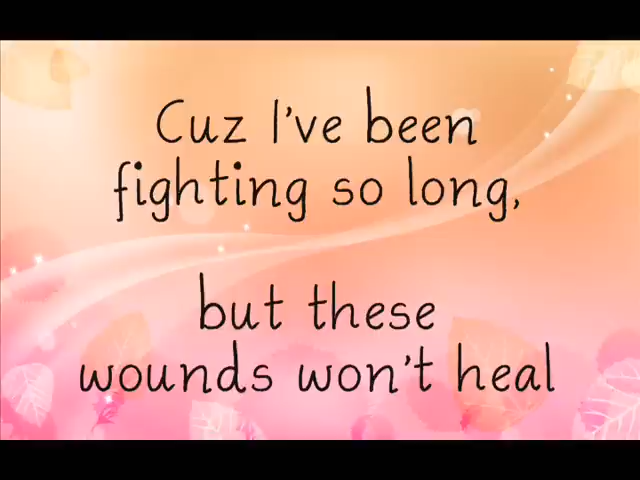 Cuz I've been
fighting so long,
but these
wounds won't heal